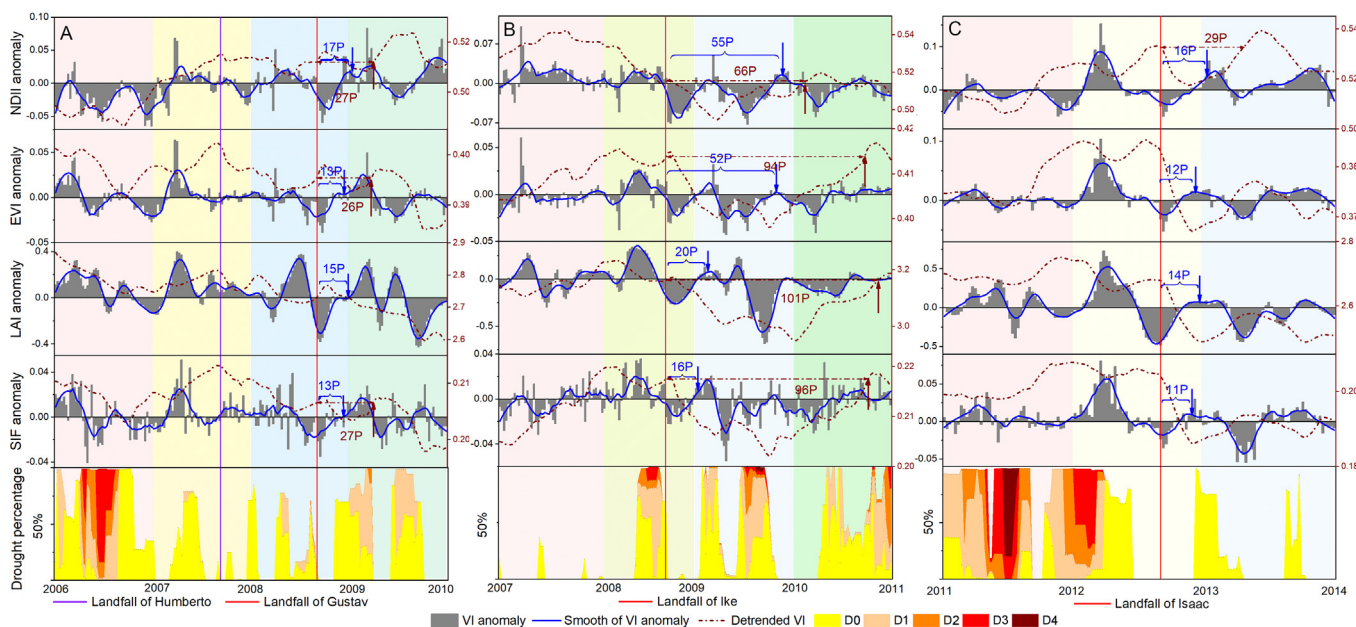 A
B
C
NDII anomaly
0.10
0.05
0.00
-0.05
17P
27P
0.52
0.50
0.07
0.00
-0.07
55P
66P
0.54
0.52
0.50
0.42
0.1
0.0
16P
29P
0.54
0.52
0.50
EVI anomaly
0.05
0.00
-0.05
13P
26P
0.40
0.39
2.9
0.05
0.00
-0.05
52P
94P
0.41
0.40
0.1
0.0
12P
0.38
0.37
2.8
LAI anomaly
0.4
0.0
-0.4
15P
2.8
2.7
2.6
0.0
-0.5
20P
101P
3.2
3.0
0.5
0.0
-0.5
14P
2.6
SIF anomaly
0.04
0.00
-0.04
13P
27P
0.21
0.20
0.04
0.00
-0.04
16P
96P
0.22
0.21
0.20
0.05
0.00
-0.05
11P
0.20
0.18
Drought percentage
50%
50%
50%
2006 2007 2008 2009 2010
2007 2008 2009 2010 2011
2011 2012 2013 2014
Landfall of Humberto Landfall of Gustav
Landfall of Ike
Landfall of Isaac
VI anomaly Smooth of VI anomaly Detrended VI D0 D1 D2 D3 D4